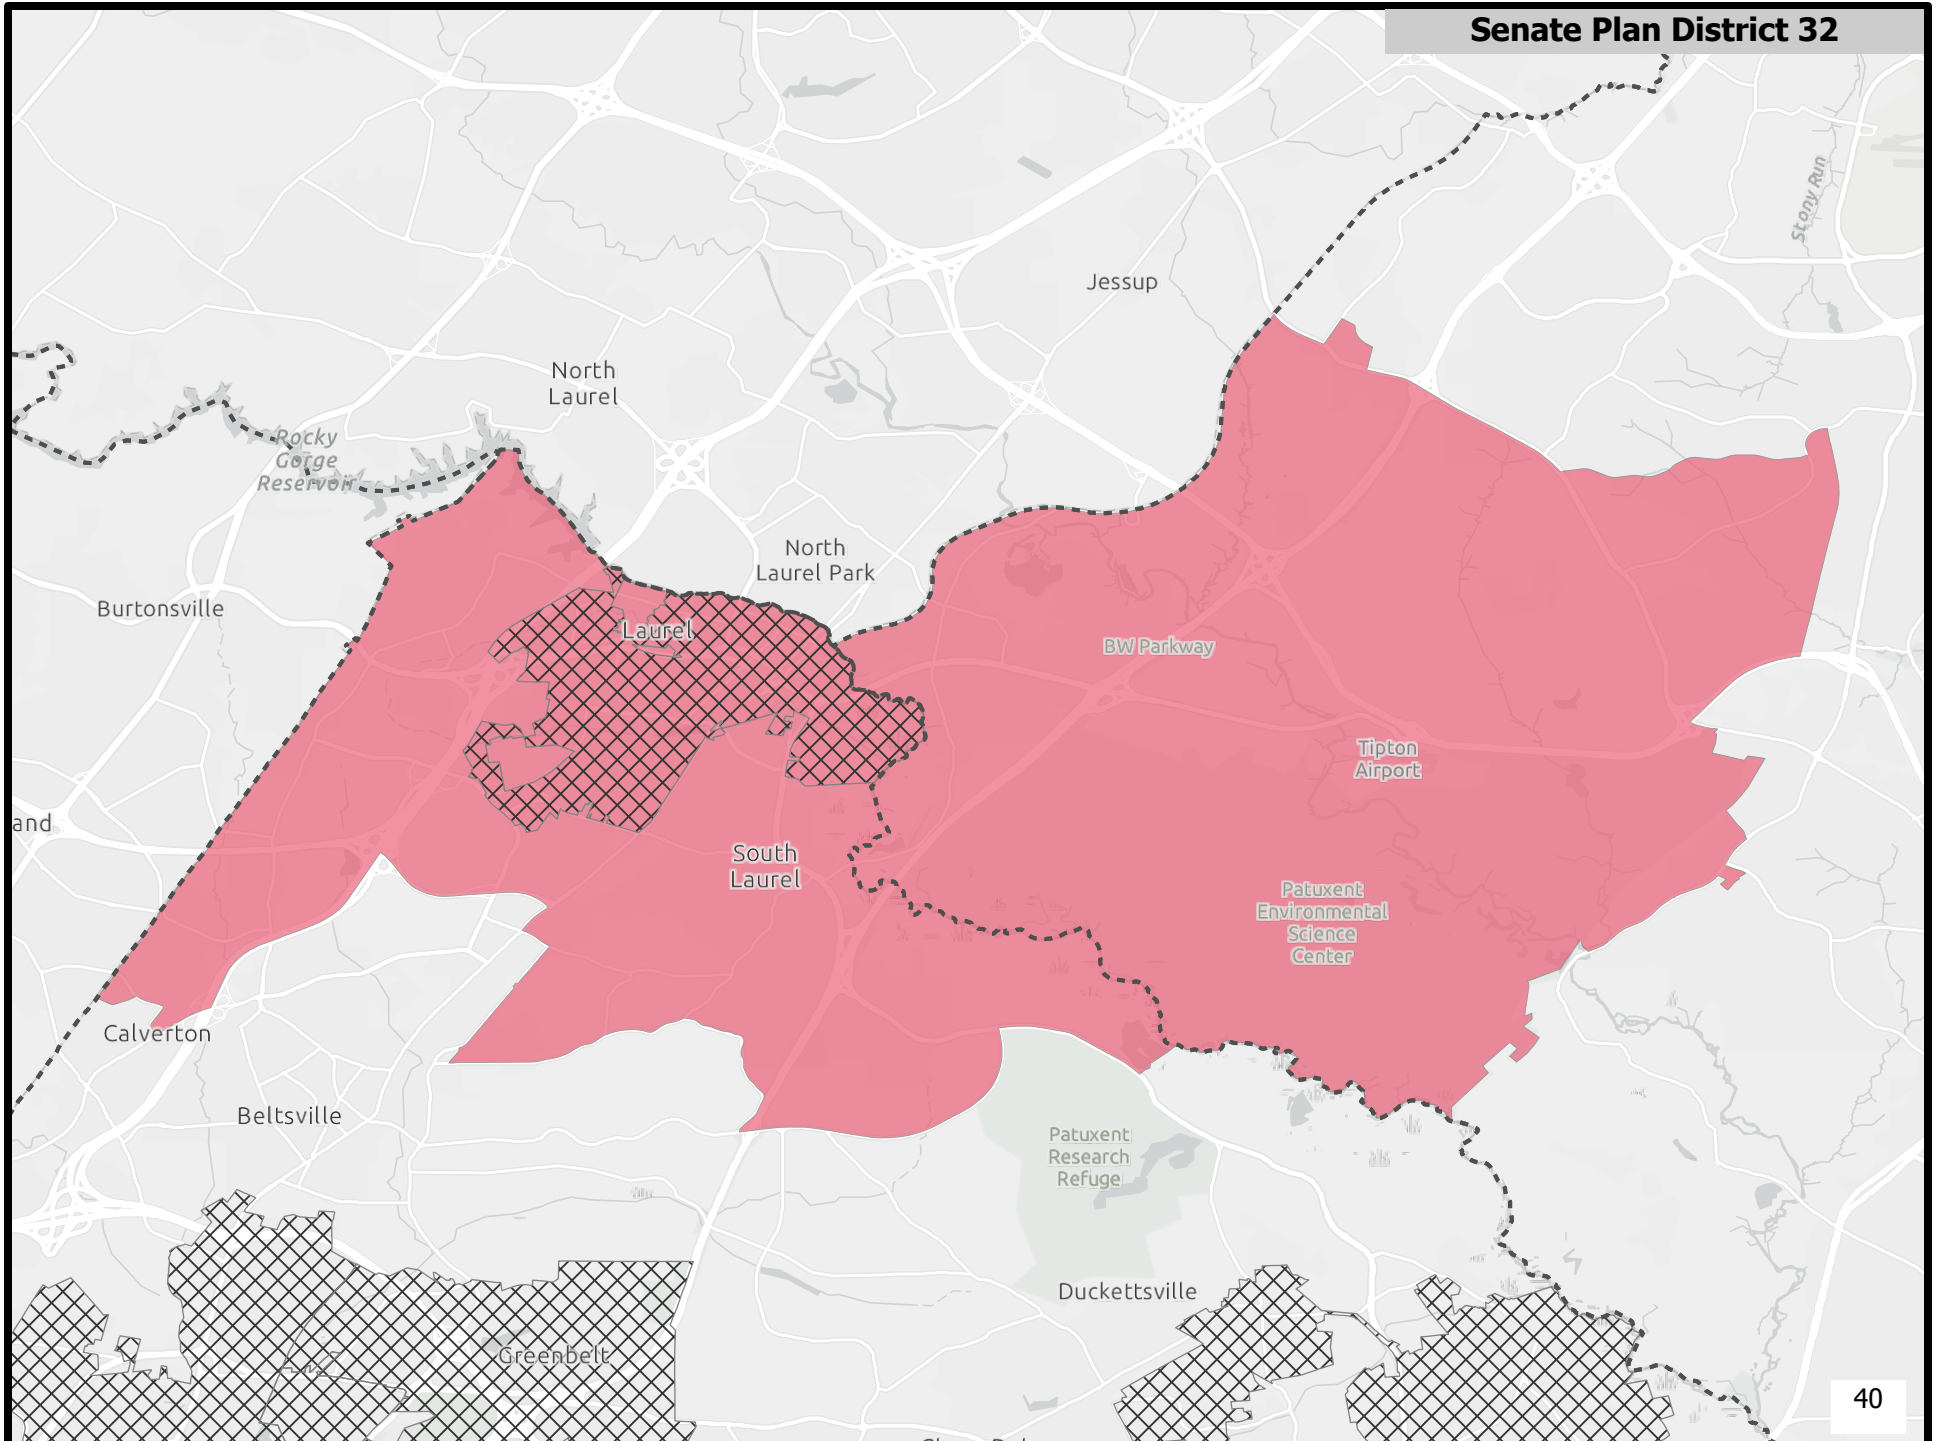 Senate Plan District 32
Stony Run
Jessup
North
Laurel
Rocky
Gorge
Reservoir
North
Laurel Park
Burtonsville
Laurel
BW Parkway
Tipton
Airport
and
South
Laurel
Patuxent
Environmental
Science
Center
Calverton
Beltsville
Patuxent
Research
Refuge
Duckettsville
Greenbelt
40